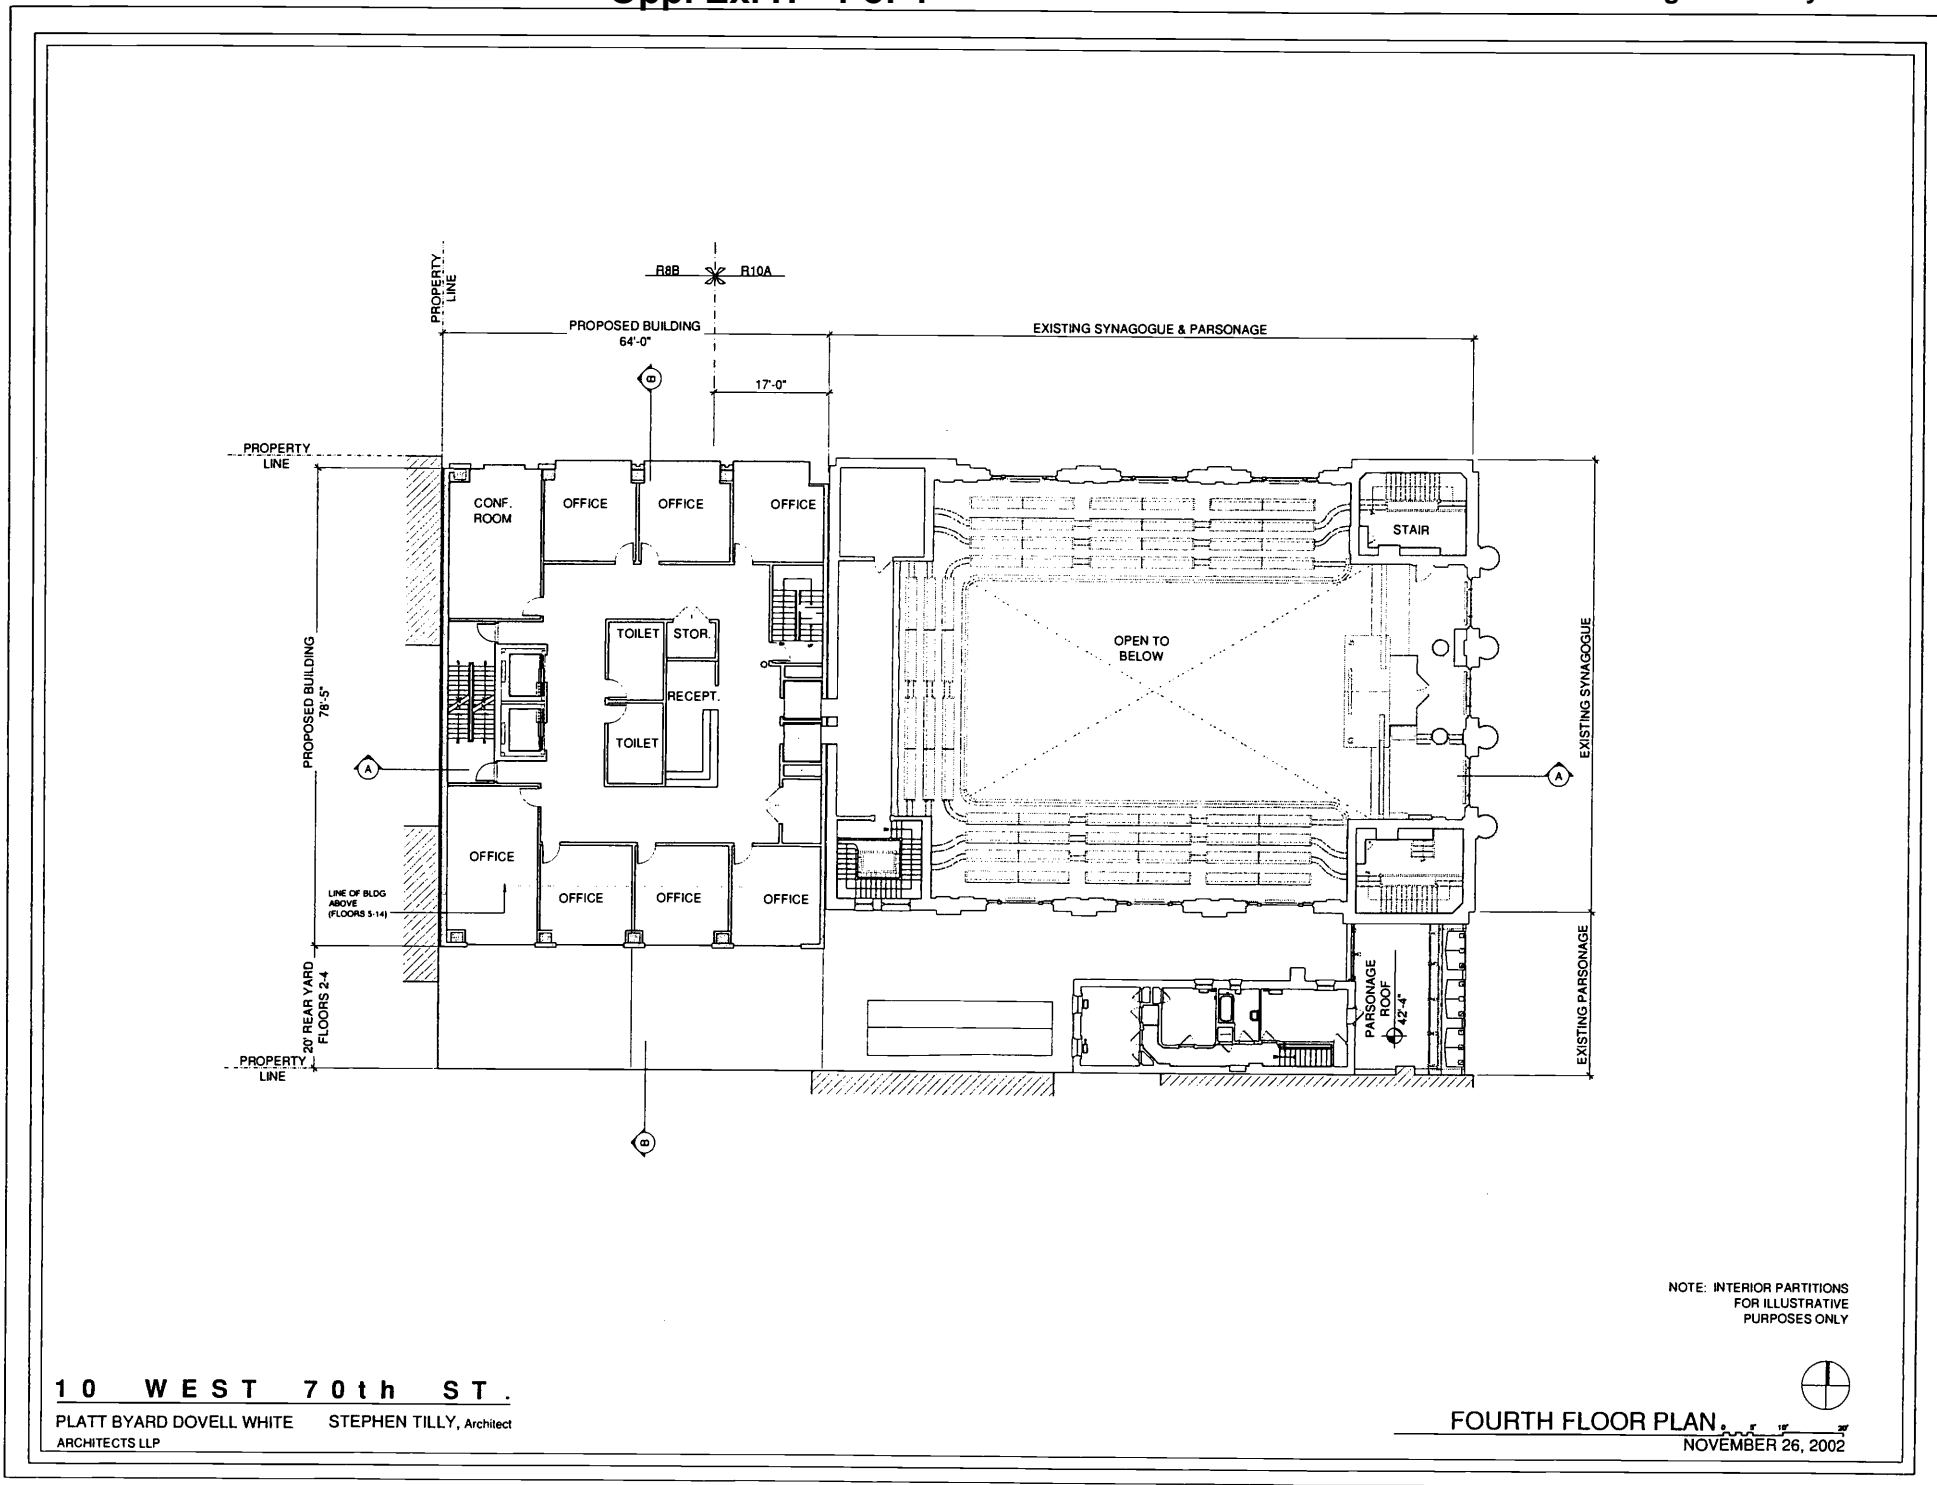 PROPERTY
LINE
R8B
R10A
PROPOSED BUILDING
64'-0"
EXISTING SYNAGOGUE & PARSONAGE
B
17'-0"
PROPERTY
LINE
CONF.
ROOM
OFFICE
OFFICE
OFFICE
STAIR
TOILET
STOR.
OPEN TO
BELOW
RECEPT.
TOILET
PROPOSED BUILDING
78'-5"
EXISTING SYNAGOGUE
A
A
OFFICE
LINE OF BLDG
ABOVE
(FLOORS 5-14)
OFFICE
OFFICE
OFFICE
20' REAR YARD
FLOORS 2-4
PARSONAGE
ROOF
42'-4"
EXISTING PARSONAGE
PROPERTY
LINE
B
NOTE: INTERIOR PARTITIONS
FOR ILLUSTRATIVE
PURPOSES ONLY
10 WEST 70th ST.
PLATT BYARD DOVELL WHITE STEPHEN TILLY, Architect
ARCHITECTS LLP
FOURTH FLOOR PLAN
0 5' 10' 20'
NOVEMBER 26, 2002